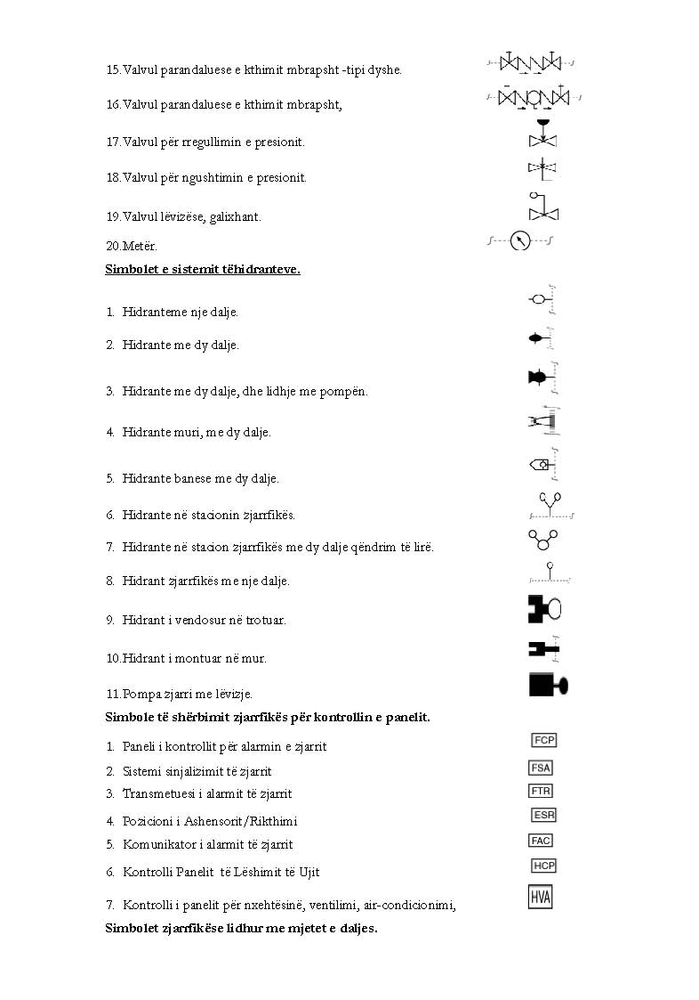 15.Valvul parandaluese e kthimit mbrapsht -tipi dyshe.
16.Valvul parandaluese e kthimit mbrapsht,
17.Valvul për rregullimin e presionit.
18.Valvul për ngushtimin e presionit.
19.Valvul lëvizëse, galixhant.
20.Metër.
Simbolet e sistemit tëhidranteve.
1. Hidranteme nje dalje.
2. Hidrante me dy dalje.
3. Hidrante me dy dalje, dhe lidhje me pompën.
4. Hidrante muri, me dy dalje.
5. Hidrante banese me dy dalje.
6. Hidrante në stacionin zjarrfikës.
7. Hidrante në stacion zjarrfikës me dy dalje qëndrim të lirë.
8. Hidrant zjarrfikës me nje dalje.
9. Hidrant i vendosur në trotuar.
10.Hidrant i montuar në mur.
11.Pompa zjarri me lëvizje.
Simbole të shërbimit zjarrfikës për kontrollin e panelit.
1. Paneli i kontrollit për alarmin e zjarrit FCP
2. Sistemi sinjalizimit të zjarrit FSA
3. Transmetuesi i alarmit të zjarrit FTR
4. Pozicioni i Ashensorit/Rikthimi ESR
5. Komunikator i alarmit të zjarrit FAC
6. Kontrolli Panelit të Lëshimit të Ujit HCP
7. Kontrolli i panelit për nxehtësinë, ventilimi, air-condicionimi, HVA
Simbolet zjarrfikëse lidhur me mjetet e daljes.